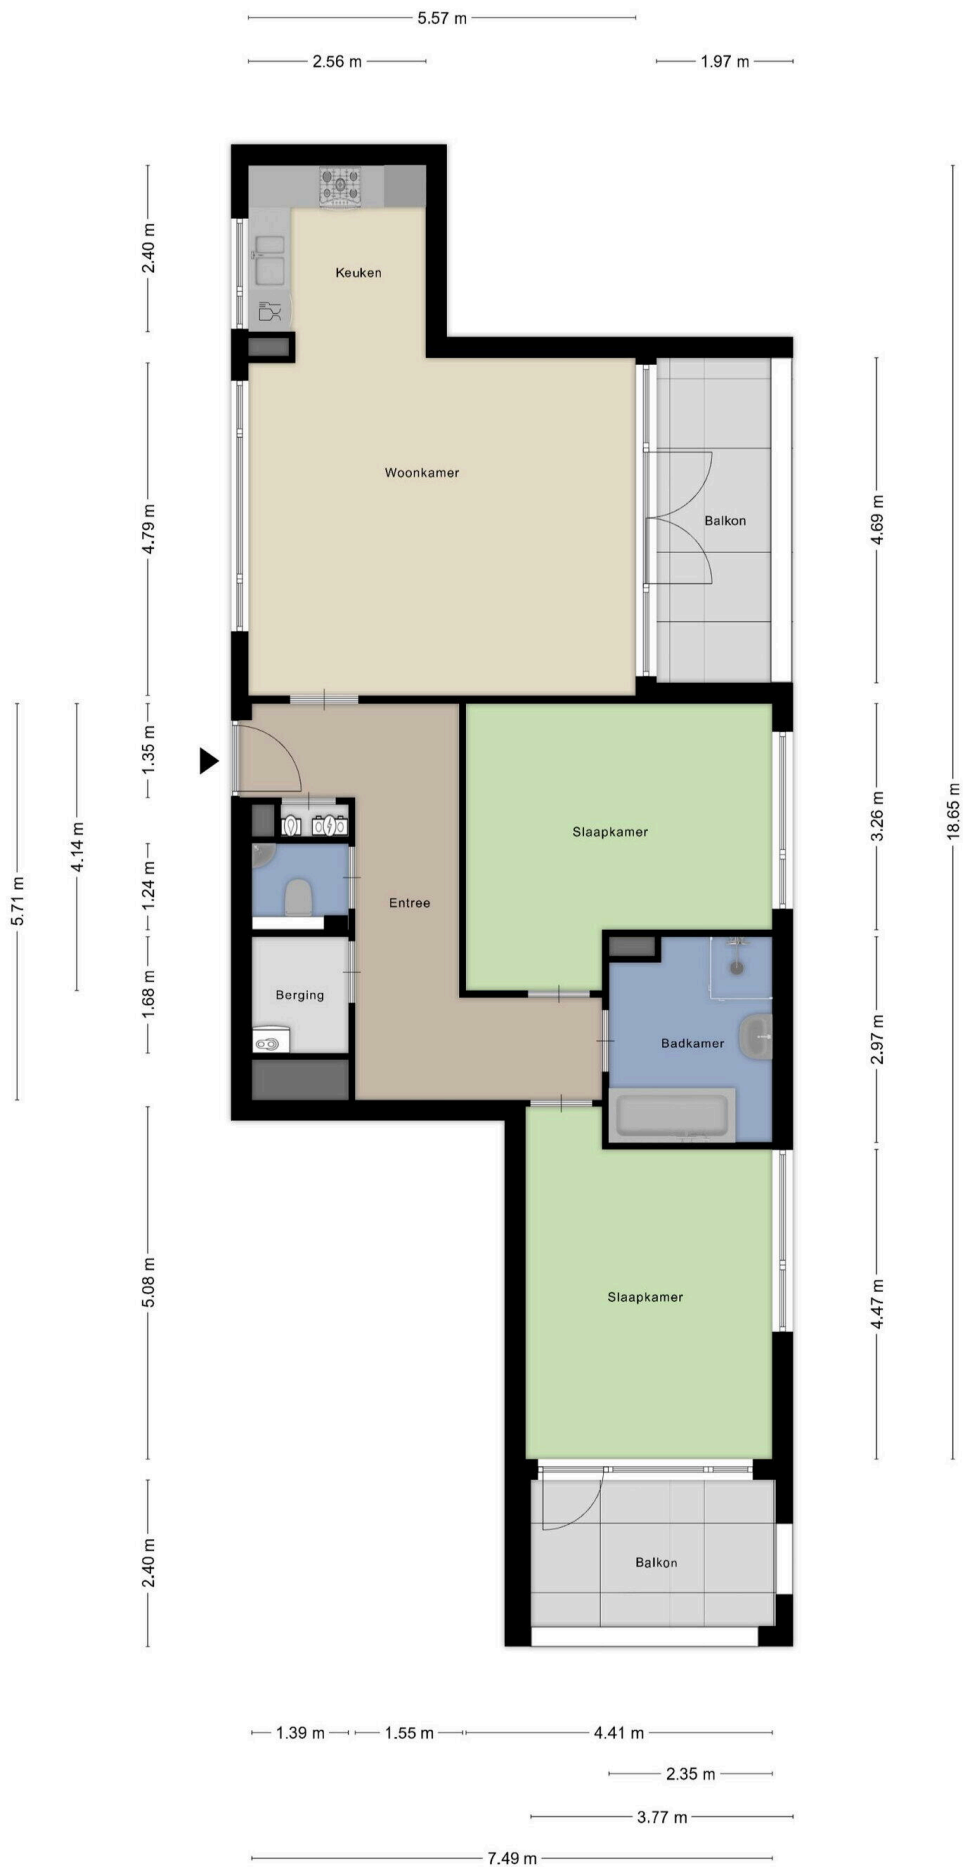 5.57 m
2.56 m
1.97 m
2.40 m
Keuken
Woonkamer
4.79 m
Balkon
4.69 m
18.65 m
1.35 m
Slaapkamer
3.26 m
4.14 m
5.71 m
1.24 m
Entree
1.68 m
Berging
Badkamer
2.97 m
5.08 m
Slaapkamer
4.47 m
2.40 m
Balkon
1.39 m
1.55 m
4.41 m
2.35 m
3.77 m
7.49 m